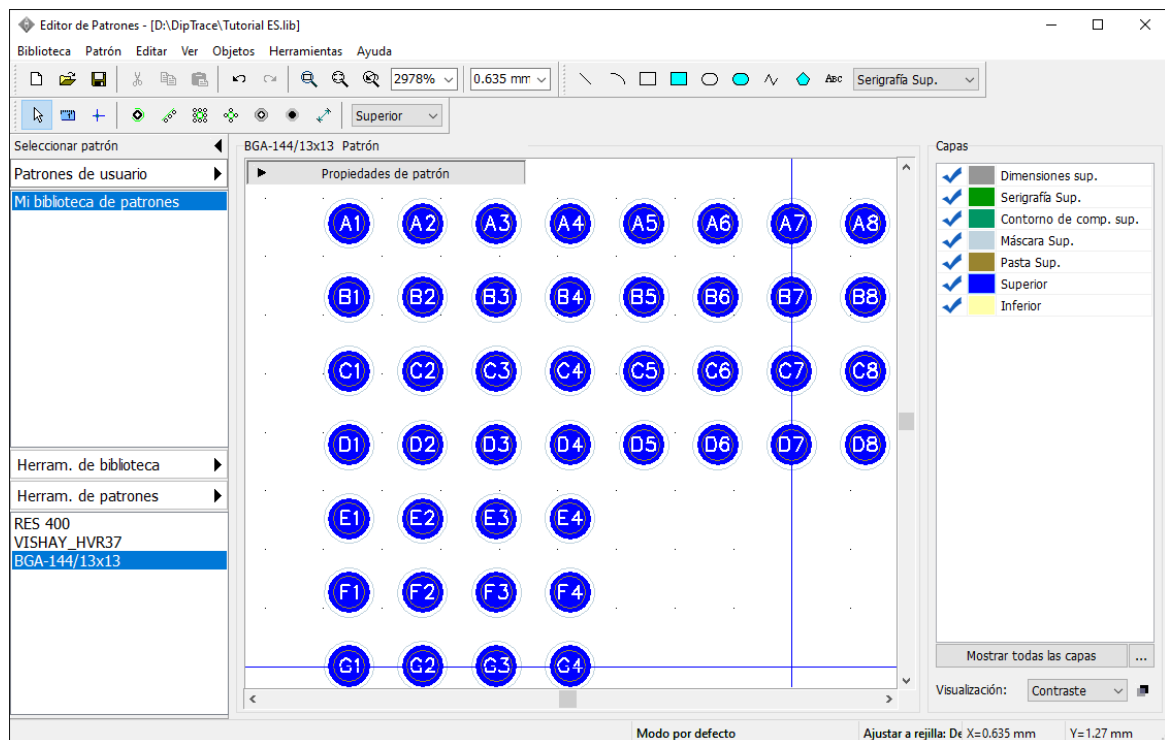 Editor de Patrones - [D:\DipTrace\Tutorial ES.lib]
Biblioteca Patrón Editar Ver Objetos Herramientas Ayuda
2978% 0.635 mm ABC Serigrafía Sup.
Superior
Seleccionar patrón
Patrones de usuario
Mi biblioteca de patrones
Herram. de biblioteca
Herram. de patrones
RES 400
VISHAY_HVR37
BGA-144/13x13
BGA-144/13x13 Patrón
Propiedades de patrón
A1 A2 A3 A4 A5 A6 A7 A8
B1 B2 B3 B4 B5 B6 B7 B8
C1 C2 C3 C4 C5 C6 C7 C8
D1 D2 D3 D4 D5 D6 D7 D8
E1 E2 E3 E4
F1 F2 F3 F4
G1 G2 G3 G4
Capas
Dimensiones sup.
Serigrafía Sup.
Contorno de comp. sup.
Máscara Sup.
Pasta Sup.
Superior
Inferior
Mostrar todas las capas ...
Visualización: Contraste
Modo por defecto Ajustar a rejilla: De X=0.635 mm Y=1.27 mm